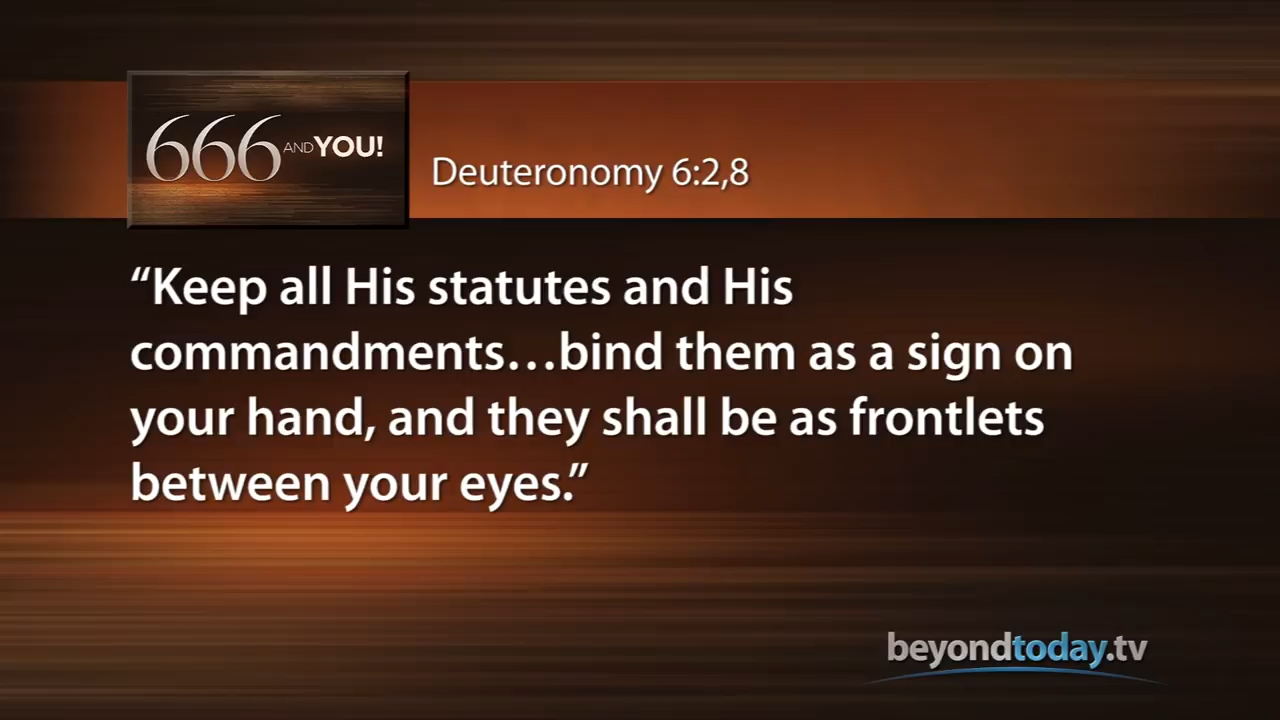 666 AND YOU!
Deuteronomy 6:2,8
“Keep all His statutes and His
commandments…bind them as a sign on
your hand, and they shall be as frontlets
between your eyes.”
beyondtoday.tv